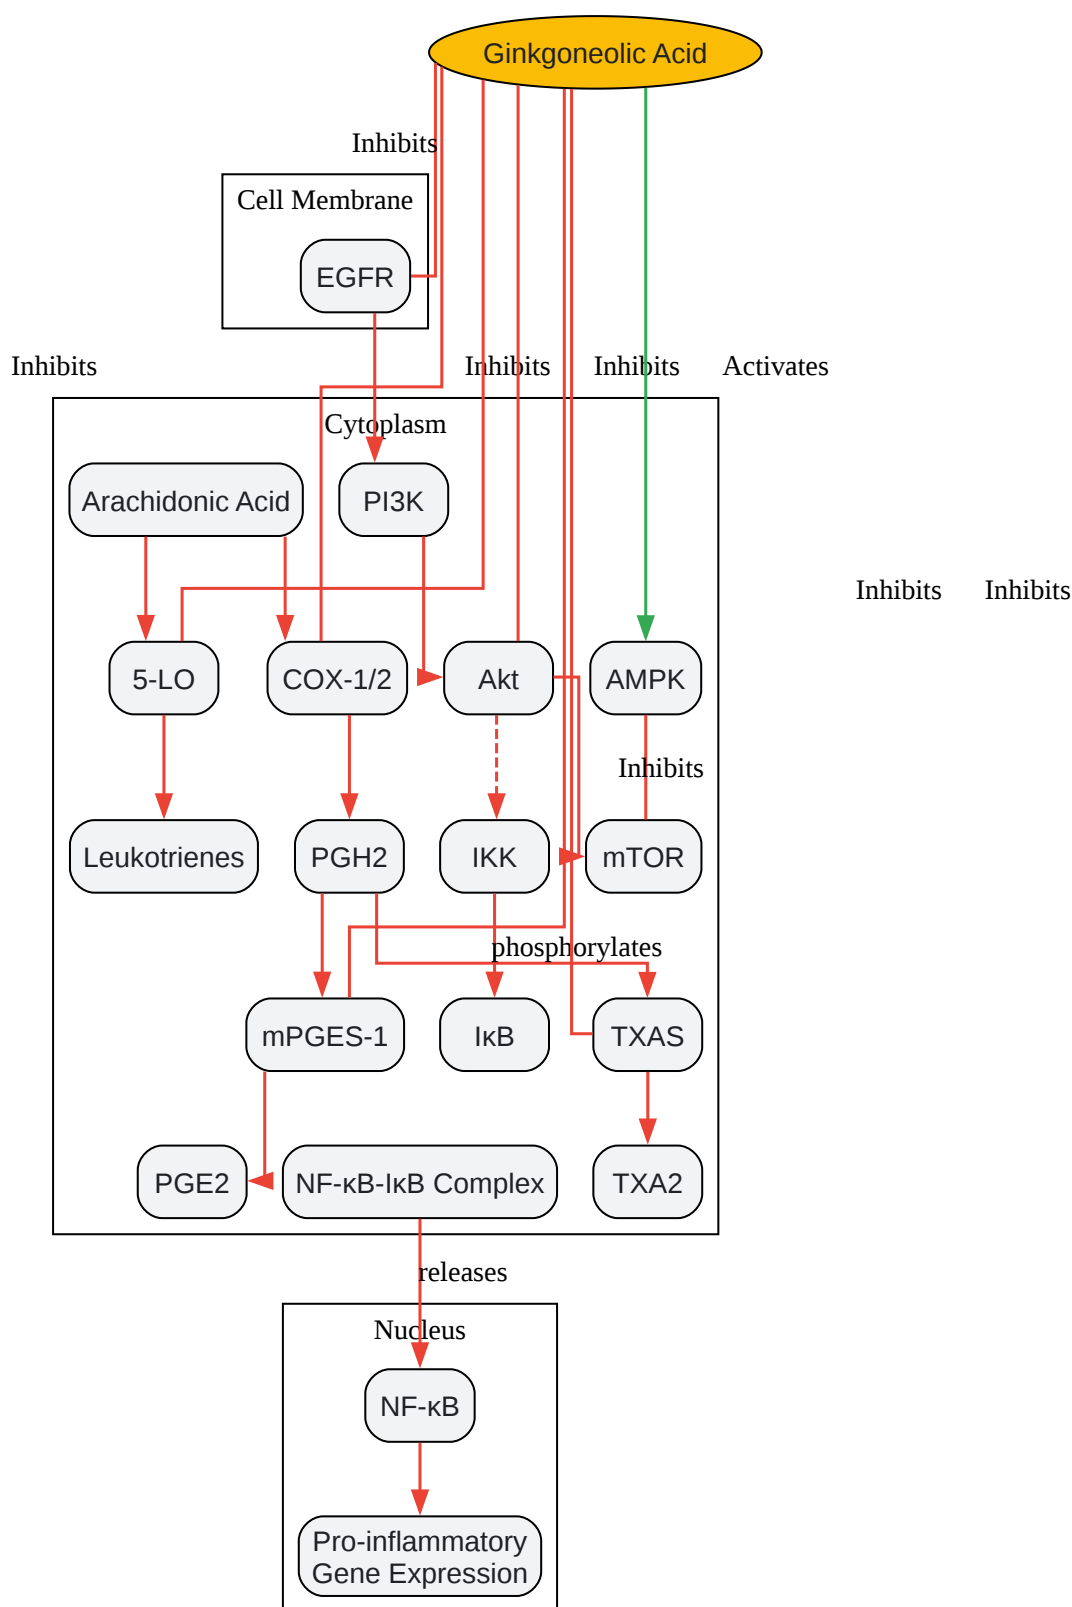 Ginkgoneolic Acid
Inhibits
Cell Membrane
EGFR
Inhibits
Inhibits
Inhibits
Activates
Cytoplasm
Arachidonic Acid
PI3K
Inhibits
Inhibits
5-LO
COX-1/2
Akt
AMPK
Inhibits
Leukotrienes
PGH2
IKK
mTOR
phosphorylates
mPGES-1
IκB
TXAS
PGE2
NF-κB-IκB Complex
TXA2
releases
Nucleus
NF-κB
Pro-inflammatory
Gene Expression